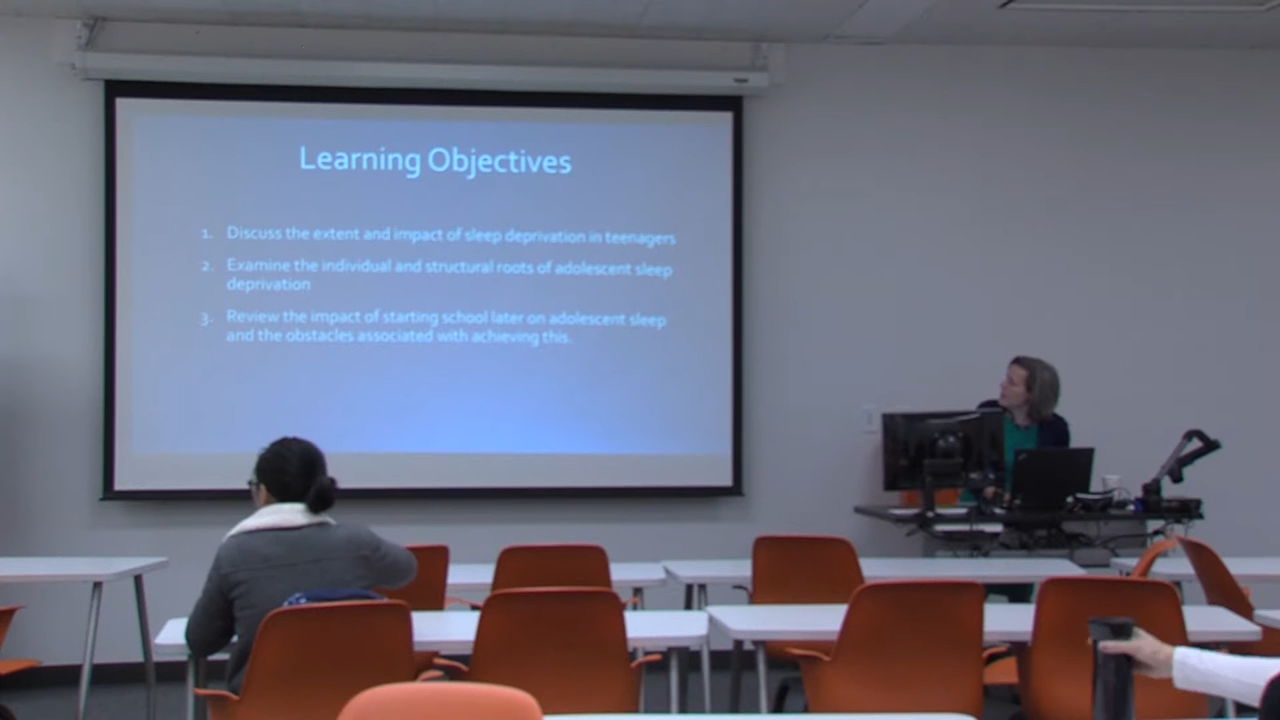 Learning Objectives
1. Discuss the extent and impact of sleep deprivation in teenagers
2. Examine the individual and structural roots of adolescent sleep
deprivation
3. Review the impact of starting school later on adolescent sleep
and the obstacles associated with achieving this.